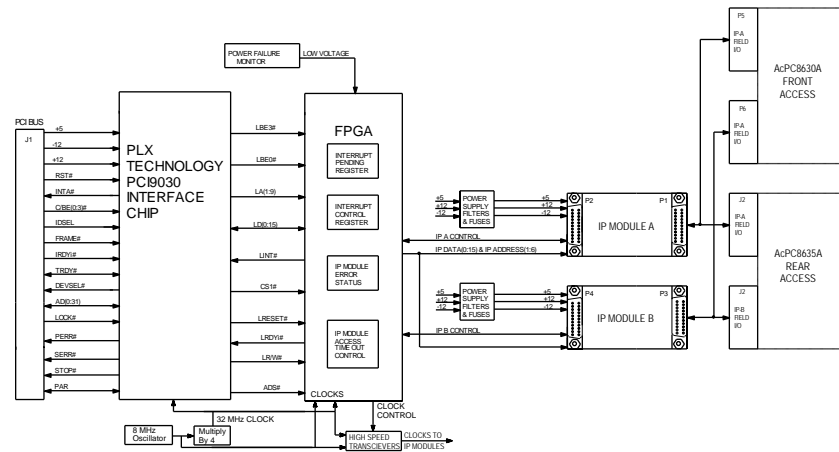 POWER FAILURE
MONITOR
LOW VOLTAGE
PCI BUS
J1
+5
-12
+12
RST#
INTA#
C/BE(0:3)#
IDSEL
FRAME#
IRDY#
TRDY#
DEVSEL#
AD(0:31)
LOCK#
PERR#
SERR#
STOP#
PAR
PLX
TECHNOLOGY
PCI9030
INTERFACE
CHIP
LBE3#
LBE0#
LA(1:9)
LD(0:15)
LINT#
CS1#
LRESET#
LRDYi#
LR/W#
ADS#
FPGA
INTERRUPT
PENDING
REGISTER
INTERRUPT
CONTROL
REGISTER
IP MODULE
ERROR
STATUS
IP MODULE
ACCESS
TIME OUT
CONTROL
CLOCKS
8 MHz
Oscillator
Multiply
By 4
32 MHz CLOCK
CLOCK
CONTROL
HIGH SPEED
TRANSCIEVERS
CLOCKS TO
IP MODULES
+5
+12
-12
POWER
SUPPLY
FILTERS
& FUSES
+5
+12
-12
IP A CONTROL
IP DATA(0:15) & IP ADDRESS(1:6)
P2
P1
IP MODULE A
+5
+12
-12
POWER
SUPPLY
FILTERS
& FUSES
+5
+12
-12
IP B CONTROL
P4
P3
IP MODULE B
P5
IP-A
FIELD
I/O
P6
IP-A
FIELD
I/O
AcPC8630A
FRONT
ACCESS
J2
IP-A
FIELD
I/O
J2
IP-B
FIELD
I/O
AcPC8635A
REAR
ACCESS